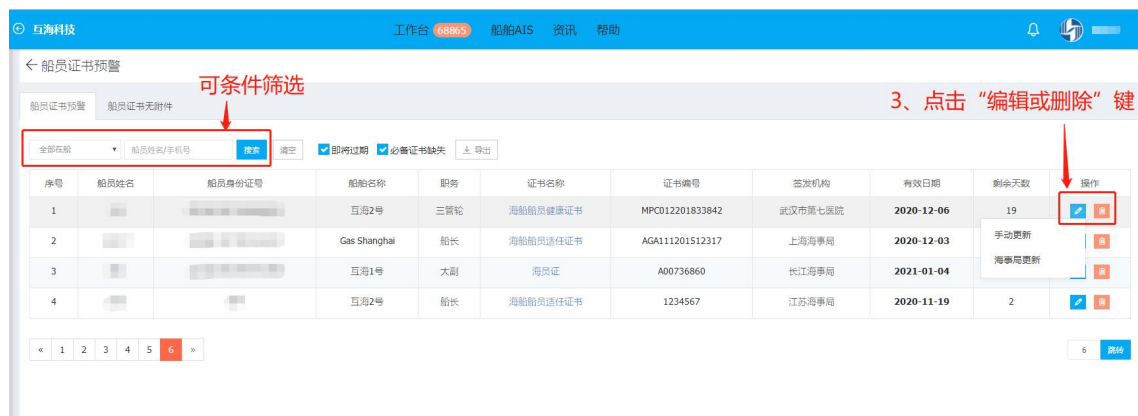 互海科技 工作台 68865 船舶AIS 资讯 帮助
船员证书预警
可条件筛选
3、点击“编辑或删除”键
船员证书预警 船员证书无附件
全部在船 船员姓名/手机号 搜索 清空 即将过期 必备证书缺失 导出
序号 船员姓名 船员身份证号 船舶名称 职务 证书名称 证书编号 签发机构 有效日期 剩余天数 操作
1 互海2号 三管轮 海船船员健康证书 MPC012201833842 武汉市第七医院 2020-12-06 19
手动更新
海事局更新
2 Gas Shanghai 船长 海船船员适任证书 AGA111201512317 上海海事局 2020-12-03
3 互海1号 大副 海员证 A00736860 长江海事局 2021-01-04
4 互海2号 船长 海船船员适任证书 1234567 江苏海事局 2020-11-19 2
« 1 2 3 4 5 6 » 6 跳转